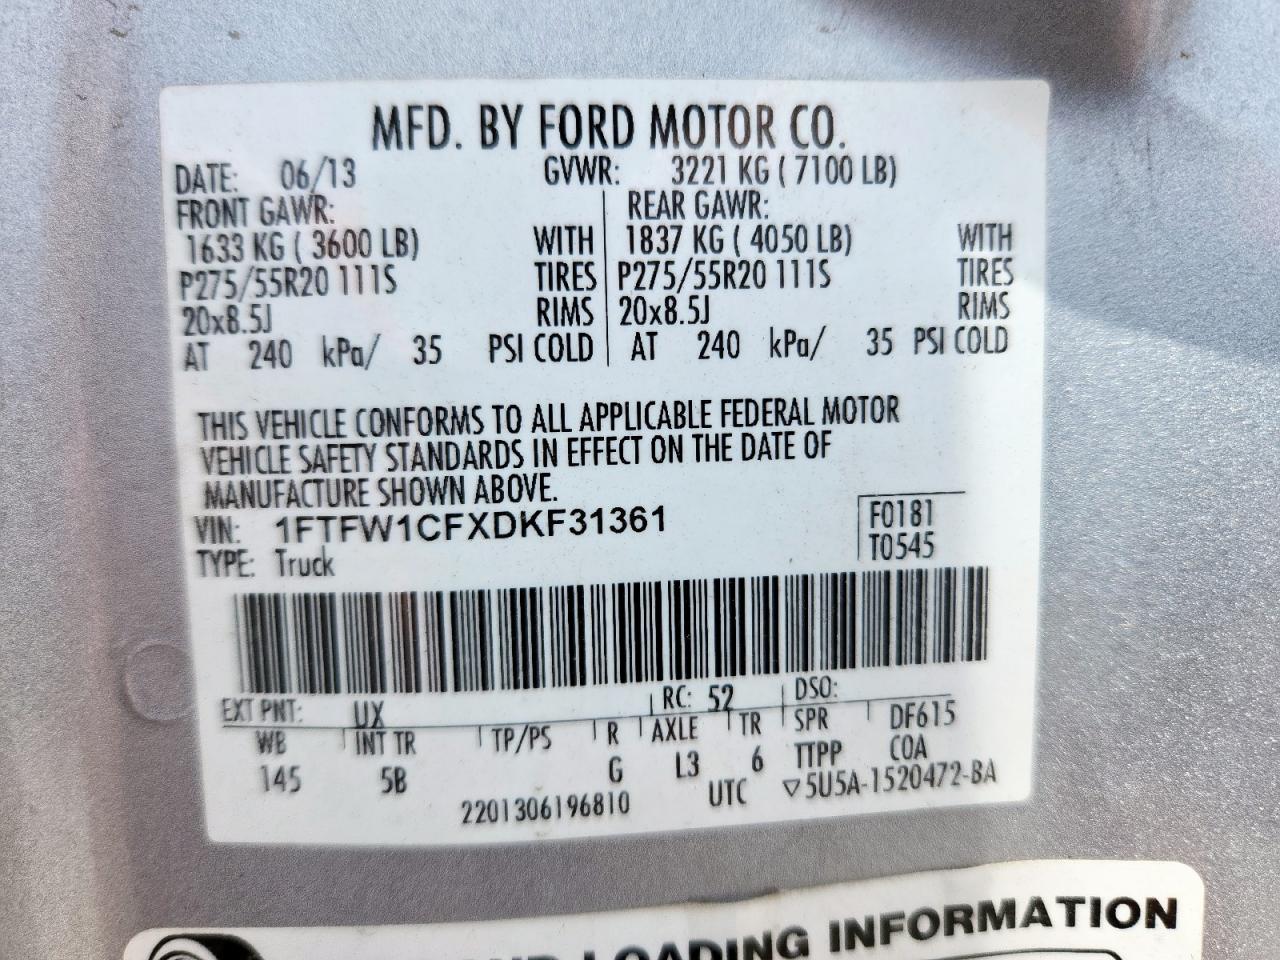 MFD. BY FORD MOTOR CO.
DATE: 06/13 GVWR: 3221 KG ( 7100 LB)
FRONT GAWR: REAR GAWR:
1633 KG ( 3600 LB) WITH 1837 KG ( 4050 LB) WITH
P275/55R20 111S TIRES P275/55R20 111S TIRES
20x8.5J RIMS 20x8.5J RIMS
AT 240 kPa/ 35 PSI COLD AT 240 kPa/ 35 PSI COLD
THIS VEHICLE CONFORMS TO ALL APPLICABLE FEDERAL MOTOR
VEHICLE SAFETY STANDARDS IN EFFECT ON THE DATE OF
MANUFACTURE SHOWN ABOVE.
VIN: 1FTFW1CFXDKF31361 F0181
TYPE: Truck T0545
EXT PNT: UX RC: 52 DSO:
WB INT TR TP/PS R AXLE TR SPR DF615
145 5B G L3 6 TTPP COA
2201306196810 UTC ▽5U5A-1520472-BA
LOADING INFORMATION